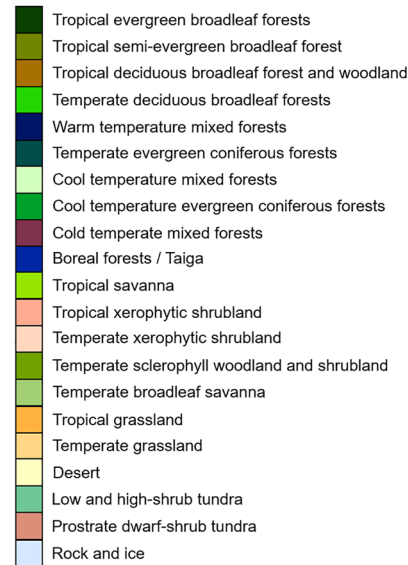 Tropical evergreen broadleaf forests
Tropical semi-evergreen broadleaf forest
Tropical deciduous broadleaf forest and woodland
Temperate deciduous broadleaf forests
Warm temperature mixed forests
Temperate evergreen coniferous forests
Cool temperature mixed forests
Cool temperature evergreen coniferous forests
Cold temperate mixed forests
Boreal forests / Taiga
Tropical savanna
Tropical xerophytic shrubland
Temperate xerophytic shrubland
Temperate sclerophyll woodland and shrubland
Temperate broadleaf savanna
Tropical grassland
Temperate grassland
Desert
Low and high-shrub tundra
Prostrate dwarf-shrub tundra
Rock and ice